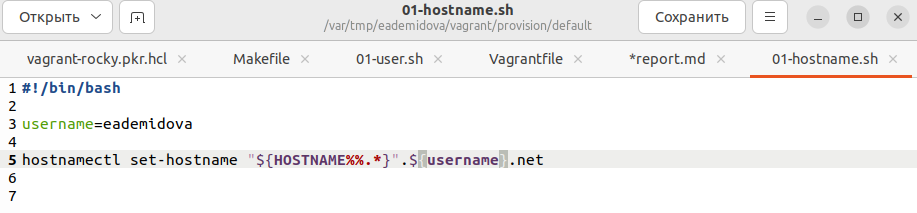 Открыть
01-hostname.sh
/var/tmp/eademidova/vagrant/provision/default
Сохранить
vagrant-rocky.pkr.hcl
Makefile
01-user.sh
Vagrantfile
*report.md
01-hostname.sh
1 #!/bin/bash
2
3 username=eademidova
4
5 hostnamectl set-hostname "${HOSTNAME%%.*}".${username}.net
6
7